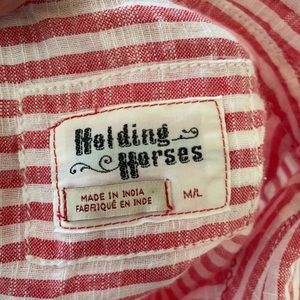 Holding
Horses
MADE IN INDIA
FABRIQUÉ EN INDE
M/L